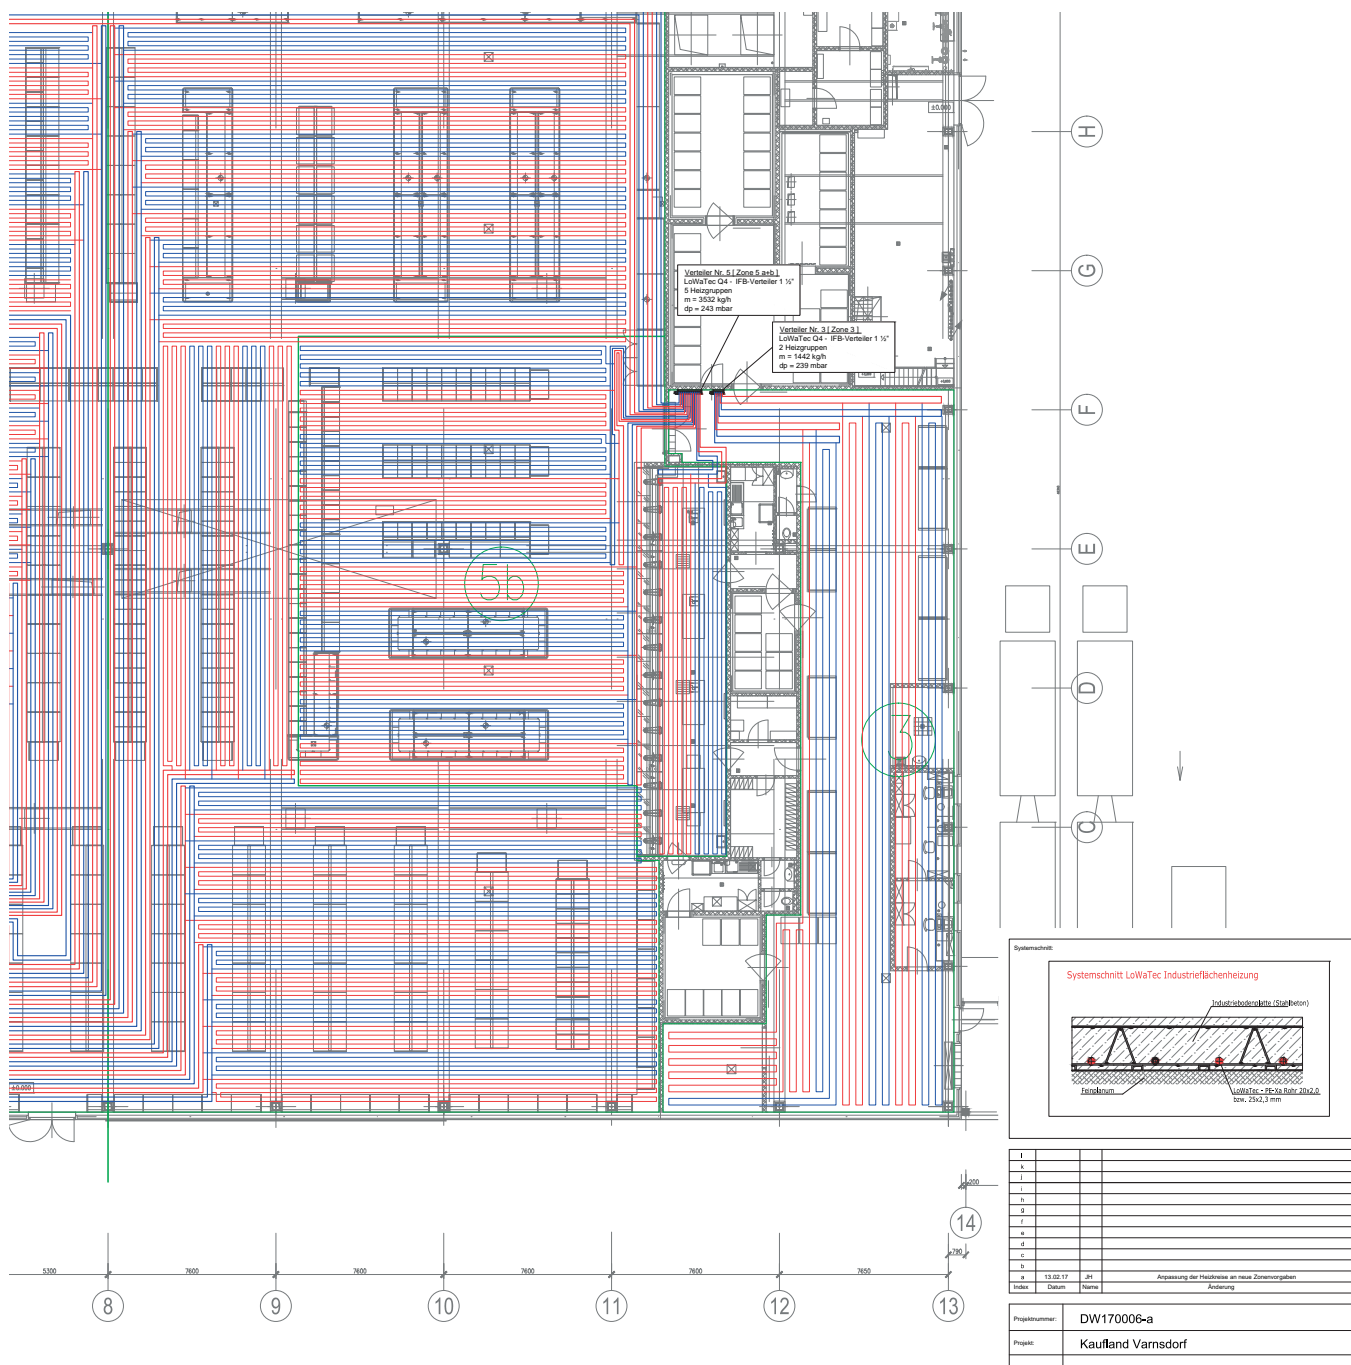 ±0.000
H
Verteiler Nr. 5 [ Zone 5 a+b ]
LoWaTec Q4 - IFB-Verteiler 1 ½"
5 Heizgruppen
m = 3532 kg/h
dp = 243 mbar
G
Verteiler Nr. 3 [ Zone 3 ]
LoWaTec Q4 - IFB-Verteiler 1 ½"
2 Heizgruppen
m = 1442 kg/h
dp = 239 mbar
F
E
5b
D
3
C
±0.000
Systemschnitt:
Systemschnitt LoWaTec Industrieflächenheizung
Industriebodenplatte (Stahlbeton)
Feinplanum
LoWaTec - PE-Xa Rohr 20x2,0
bzw. 25x2,3 mm
l
k
j
i
h
g
f
e
d
c
b
a 13.02.17 JH Anpassung der Heizkreise an neue Zonenvorgaben
Index Datum Name Änderung
200
14
790
5300 7600 7600 7600 7650
8 9 10 11 12 13
Projektnummer: DW170006-a
Projekt: Kaufland Varnsdorf